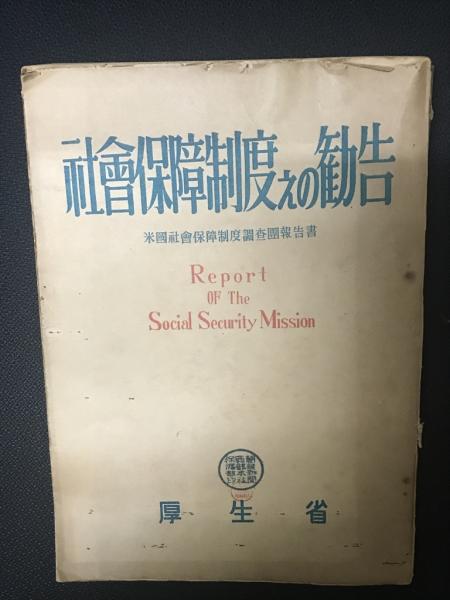 社會保障制度えの勧告
米國社會保障制度調査團報告書
Report
OF The
Social Security Mission
厚生省